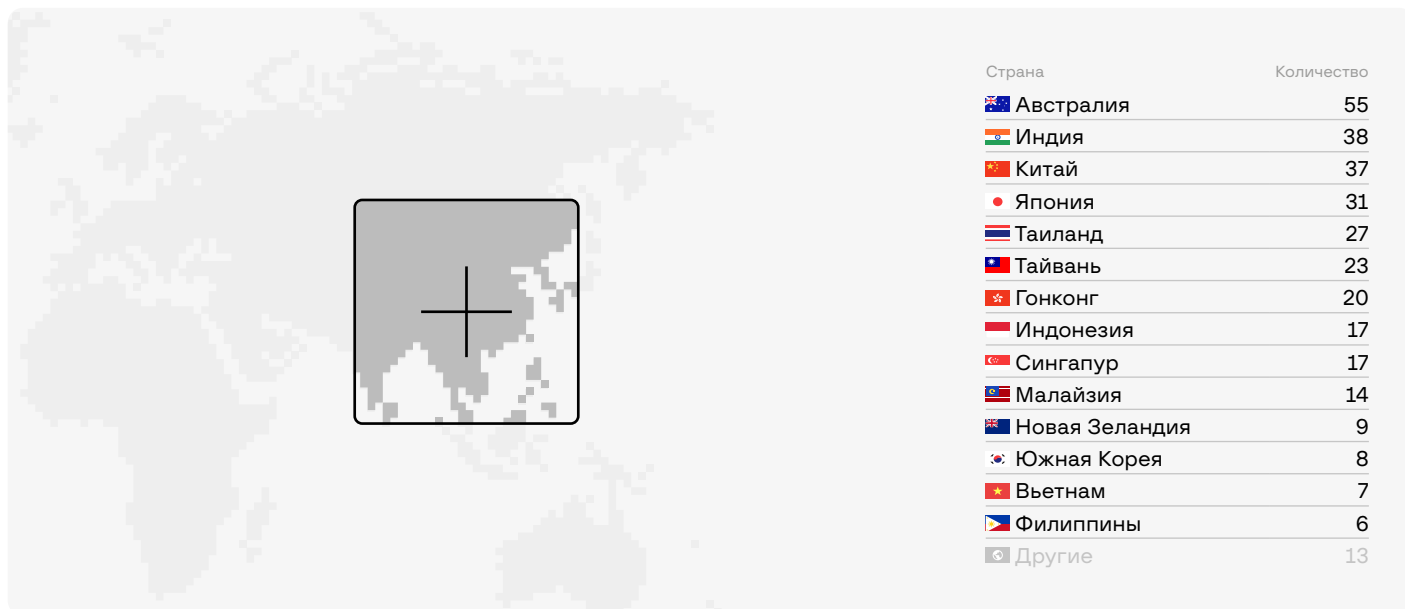 Страна Количество
Австралия 55
Индия 38
Китай 37
Япония 31
Таиланд 27
Тайвань 23
Гонконг 20
Индонезия 17
Сингапур 17
Малайзия 14
Новая Зеландия 9
Южная Корея 8
Вьетнам 7
Филиппины 6
Другие 13